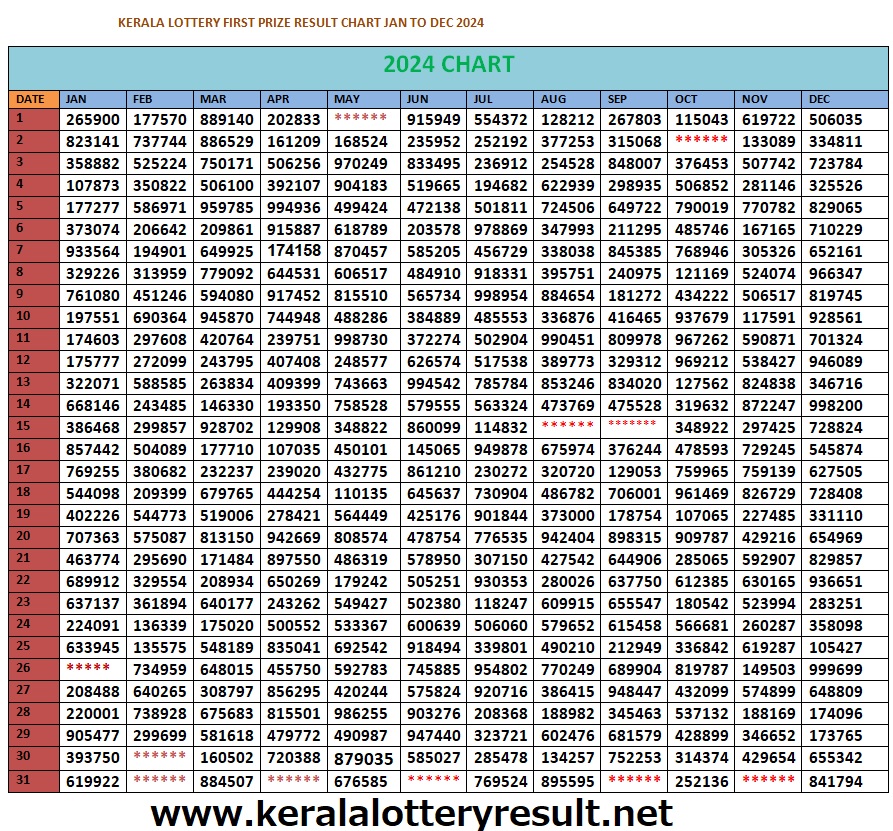 KERALA LOTTERY FIRST PRIZE RESULT CHART JAN TO DEC 2024
2024 CHART
DATE JAN FEB MAR APR MAY JUN JUL AUG SEP OCT NOV DEC
1 265900 177570 889140 202833 ****** 915949 554372 128212 267803 115043 619722 506035
2 823141 737744 886529 161209 168524 235952 252192 377253 315068 ****** 133089 334811
3 358882 525224 750171 506256 970249 833495 236912 254528 848007 376453 507742 723784
4 107873 350822 506100 392107 904183 519665 194682 622939 298935 506852 281146 325526
5 177277 586971 959785 994936 499424 472138 501811 724506 649722 790019 770782 829065
6 373074 206642 209861 915887 618789 203578 978869 347993 211295 485746 167165 710229
7 933564 194901 649925 174158 870457 585205 456729 338038 845385 768946 305326 652161
8 329226 313959 779092 644531 606517 484910 918331 395751 240975 121169 524074 966347
9 761080 451246 594080 917452 815510 565734 998954 884654 181272 434222 506517 819745
10 197551 690364 945870 744948 488286 384889 485553 336876 416465 937679 117591 928561
11 174603 297608 420764 239751 998730 372274 502904 990451 809978 967262 590871 701324
12 175777 272099 243795 407408 248577 626574 517538 389773 329312 969212 538427 946089
13 322071 588585 263834 409399 743663 994542 785784 853246 834020 127562 824838 346716
14 668146 243485 146330 193350 758528 579555 563324 473769 475528 319632 872247 998200
15 386468 299857 928702 129908 348822 860099 114832 ****** ******* 348922 297425 728824
16 857442 504089 177710 107035 450101 145065 949878 675974 376244 478593 729245 545874
17 769255 380682 232237 239020 432775 861210 230272 320720 129053 759965 759139 627505
18 544098 209399 679765 444254 110135 645637 730904 486782 706001 961469 826729 728408
19 402226 544773 519006 278421 564449 425176 901844 373000 178754 107065 227485 331110
20 707363 575087 813150 942669 808574 478754 776535 942404 898315 909787 429216 654969
21 463774 295690 171484 897550 486319 578950 307150 427542 644906 285065 592907 829857
22 689912 329554 208934 650269 179242 505251 930353 280026 637750 612385 630165 936651
23 637137 361894 640177 243262 549427 502380 118247 609915 655547 180542 523994 283251
24 224091 136339 175020 500552 533367 600639 506060 579652 615458 566681 260287 358098
25 633945 135575 548189 835041 692542 918494 339801 490210 212949 336842 619287 105427
26 ***** 734959 648015 455750 592783 745885 954802 770249 689904 819787 149503 999699
27 208488 640265 308797 856295 420244 575824 920716 386415 948447 432099 574899 648809
28 220001 738928 675683 815501 986255 903276 208368 188982 345463 537132 188169 174096
29 905477 299699 581618 479772 490987 947440 323721 602476 681579 428899 346652 173765
30 393750 ****** 160502 720388 879035 585027 285478 134257 752253 314374 429654 655342
31 619922 ****** 884507 ****** 676585 ****** 769524 895595 ****** 252136 ****** 841794
www.keralalotteryresult.net